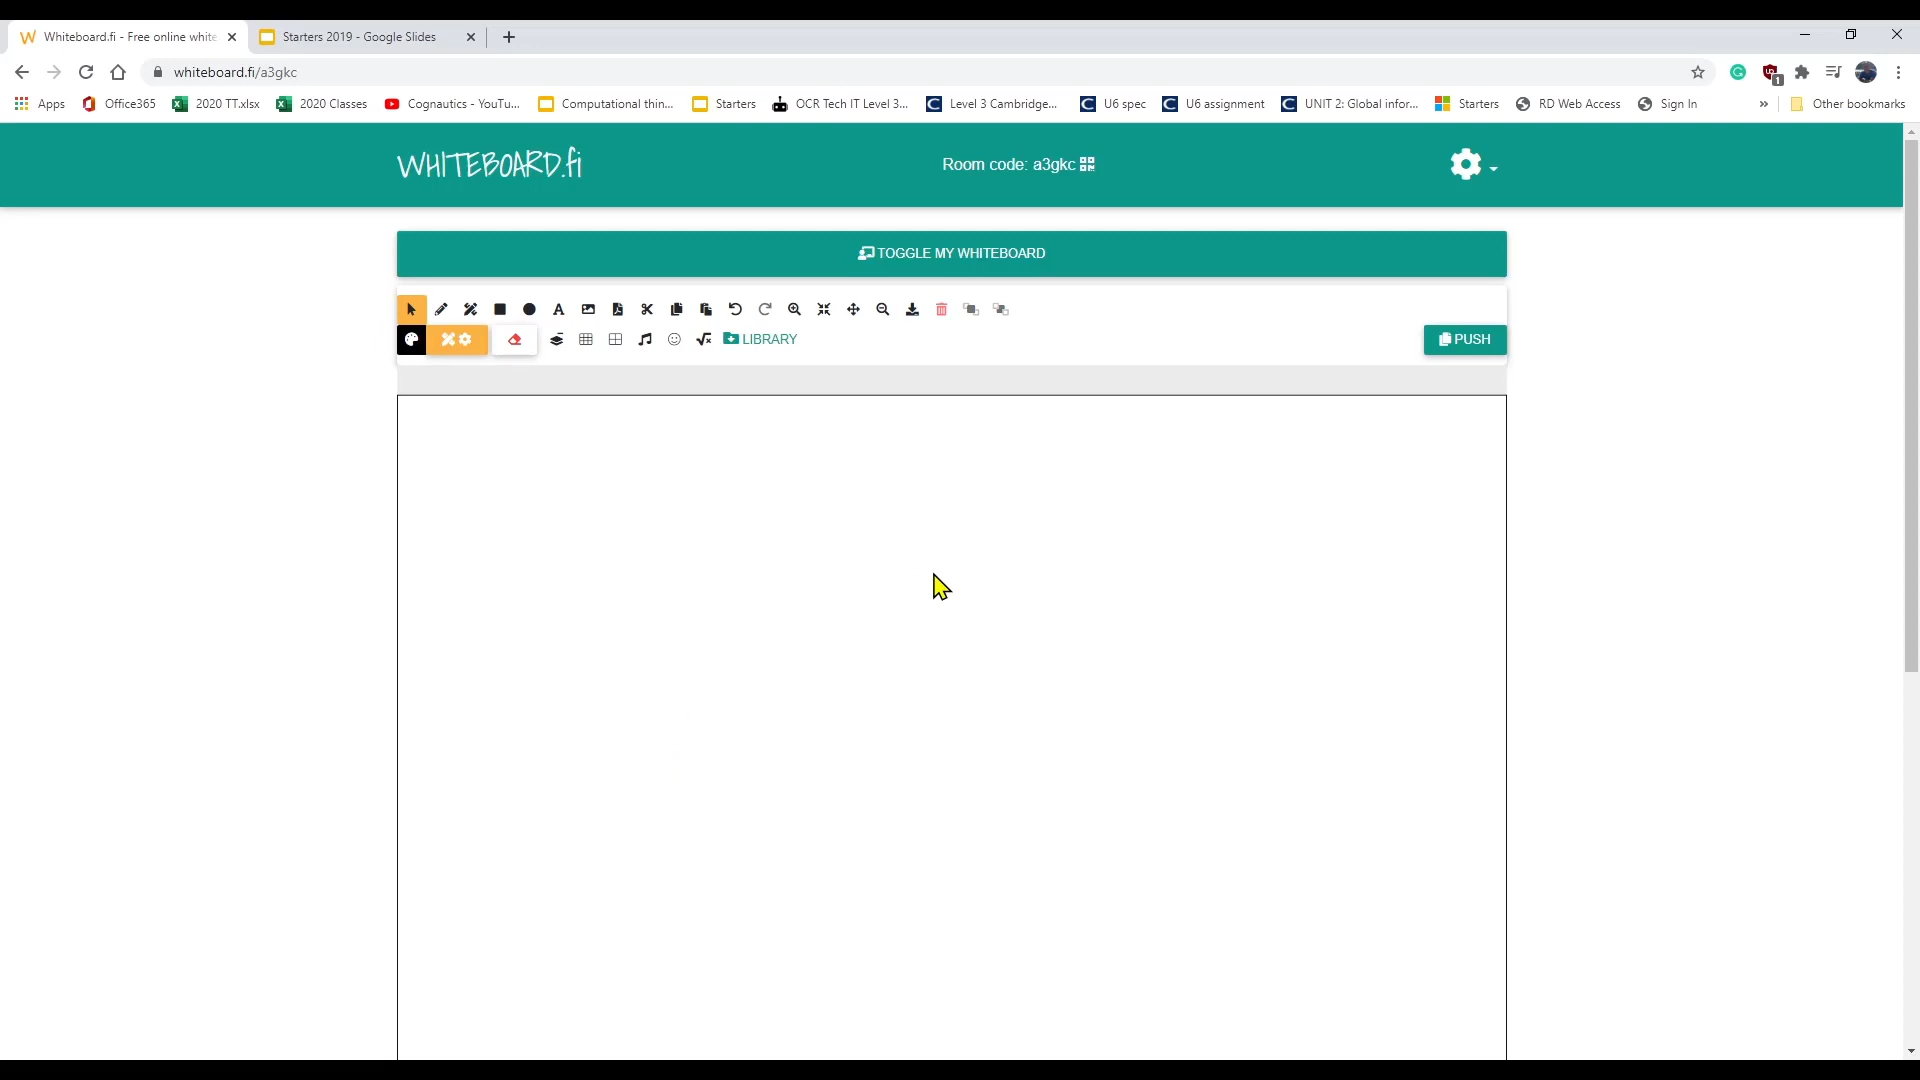 Whiteboard.fi - Free online white
Starters 2019 - Google Slides
whiteboard.fi/a3gkc
1
Apps
Office365
2020 TT.xlsx
2020 Classes
Cognautics - YouTu...
Computational thin...
Starters
OCR Tech IT Level 3...
Level 3 Cambridge...
U6 spec
U6 assignment
UNIT 2: Global infor...
Starters
RD Web Access
Sign In
»
Other bookmarks
WHITEBOARD.fi
Room code: a3gkc
TOGGLE MY WHITEBOARD
LIBRARY
PUSH